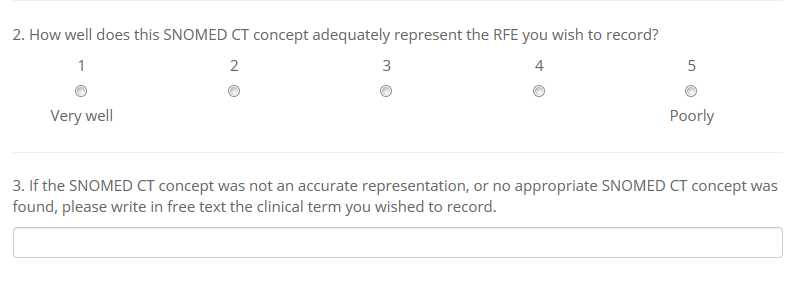 2. How well does this SNOMED CT concept adequately represent the RFE you wish to record?
1 2 3 4 5
Very well Poorly
3. If the SNOMED CT concept was not an accurate representation, or no appropriate SNOMED CT concept was
found, please write in free text the clinical term you wished to record.